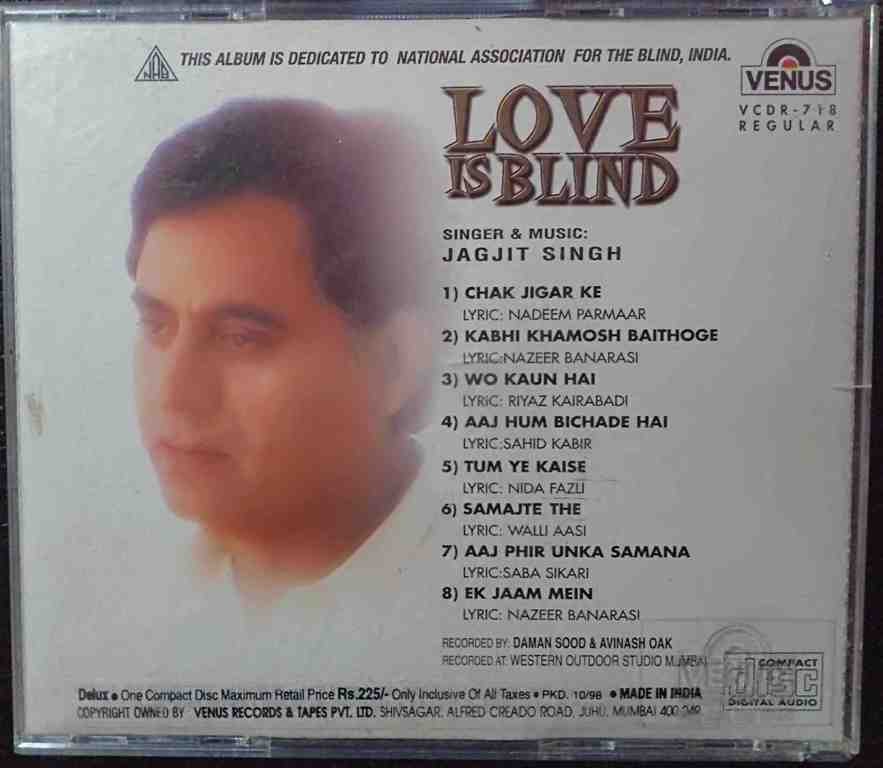 NAB
THIS ALBUM IS DEDICATED TO NATIONAL ASSOCIATION FOR THE BLIND, INDIA.
VENUS
VCDR-718
REGULAR
LOVE
IS BLIND
SINGER & MUSIC:
JAGJIT SINGH
1) CHAK JIGAR KE
LYRIC: NADEEM PARMAAR
2) KABHI KHAMOSH BAITHOGE
LYRIC:NAZEER BANARASI
3) WO KAUN HAI
LYRIC: RIYAZ KAIRABADI
4) AAJ HUM BICHADE HAI
LYRIC:SAHID KABIR
5) TUM YE KAISE
LYRIC: NIDA FAZLI
6) SAMAJTE THE
LYRIC: WALLI AASI
7) AAJ PHIR UNKA SAMANA
LYRIC:SABA SIKARI
8) EK JAAM MEIN
LYRIC: NAZEER BANARASI
RECORDED BY: DAMAN SOOD & AVINASH OAK
RECORDED AT: WESTERN OUTDOOR STUDIO MUMBAI
COMPACT
disc
DIGITAL AUDIO
Delux • One Compact Disc Maximum Retail Price Rs.225/- Only Inclusive Of All Taxes • PKD. 10/98 • MADE IN INDIA
COPYRIGHT OWNED BY VENUS RECORDS & TAPES PVT. LTD. SHIVSAGAR, ALFRED CREADO ROAD, JUHU, MUMBAI 400 049